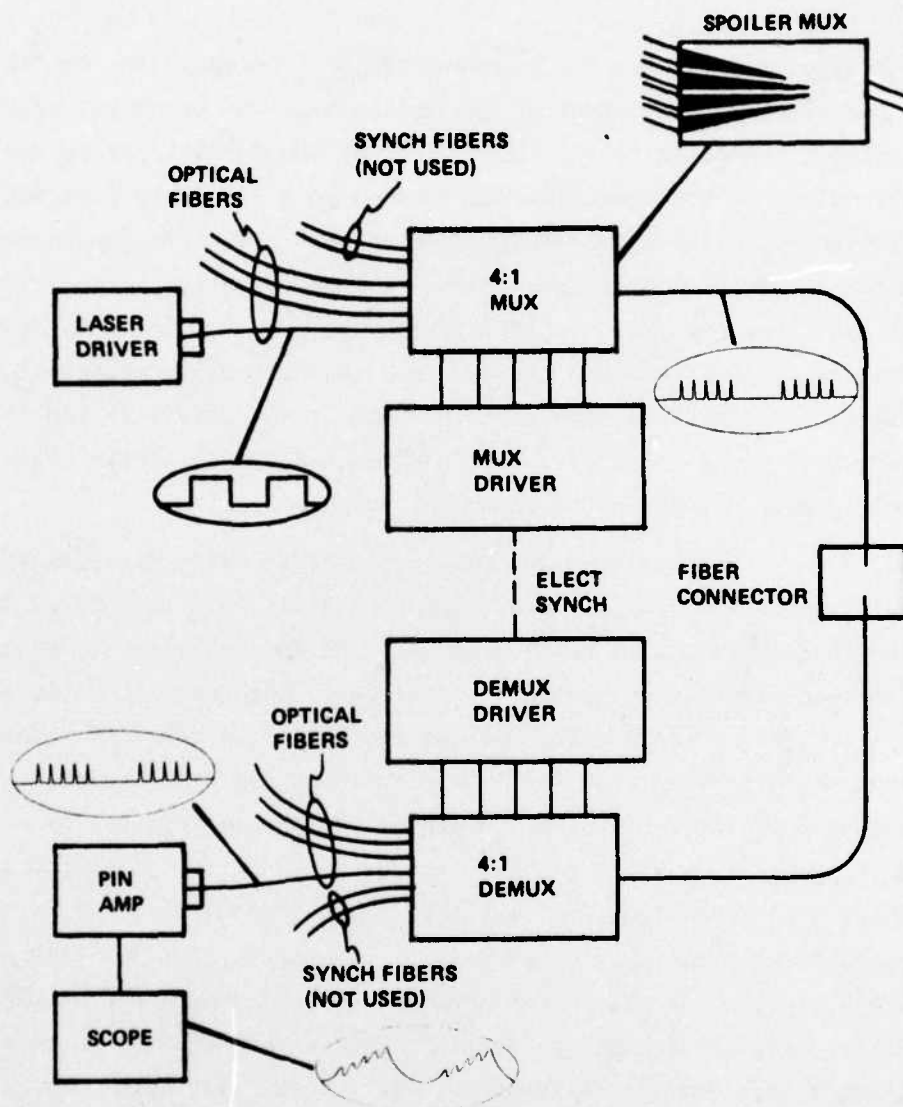 SPOILER MUX
SYNCH FIBERS
(NOT USED)
OPTICAL
FIBERS
4:1
MUX
LASER
DRIVER
MUX
DRIVER
ELECT
SYNCH
FIBER
CONNECTOR
DEMUX
DRIVER
OPTICAL
FIBERS
4:1
DEMUX
PIN
AMP
SYNCH FIBERS
(NOT USED)
SCOPE